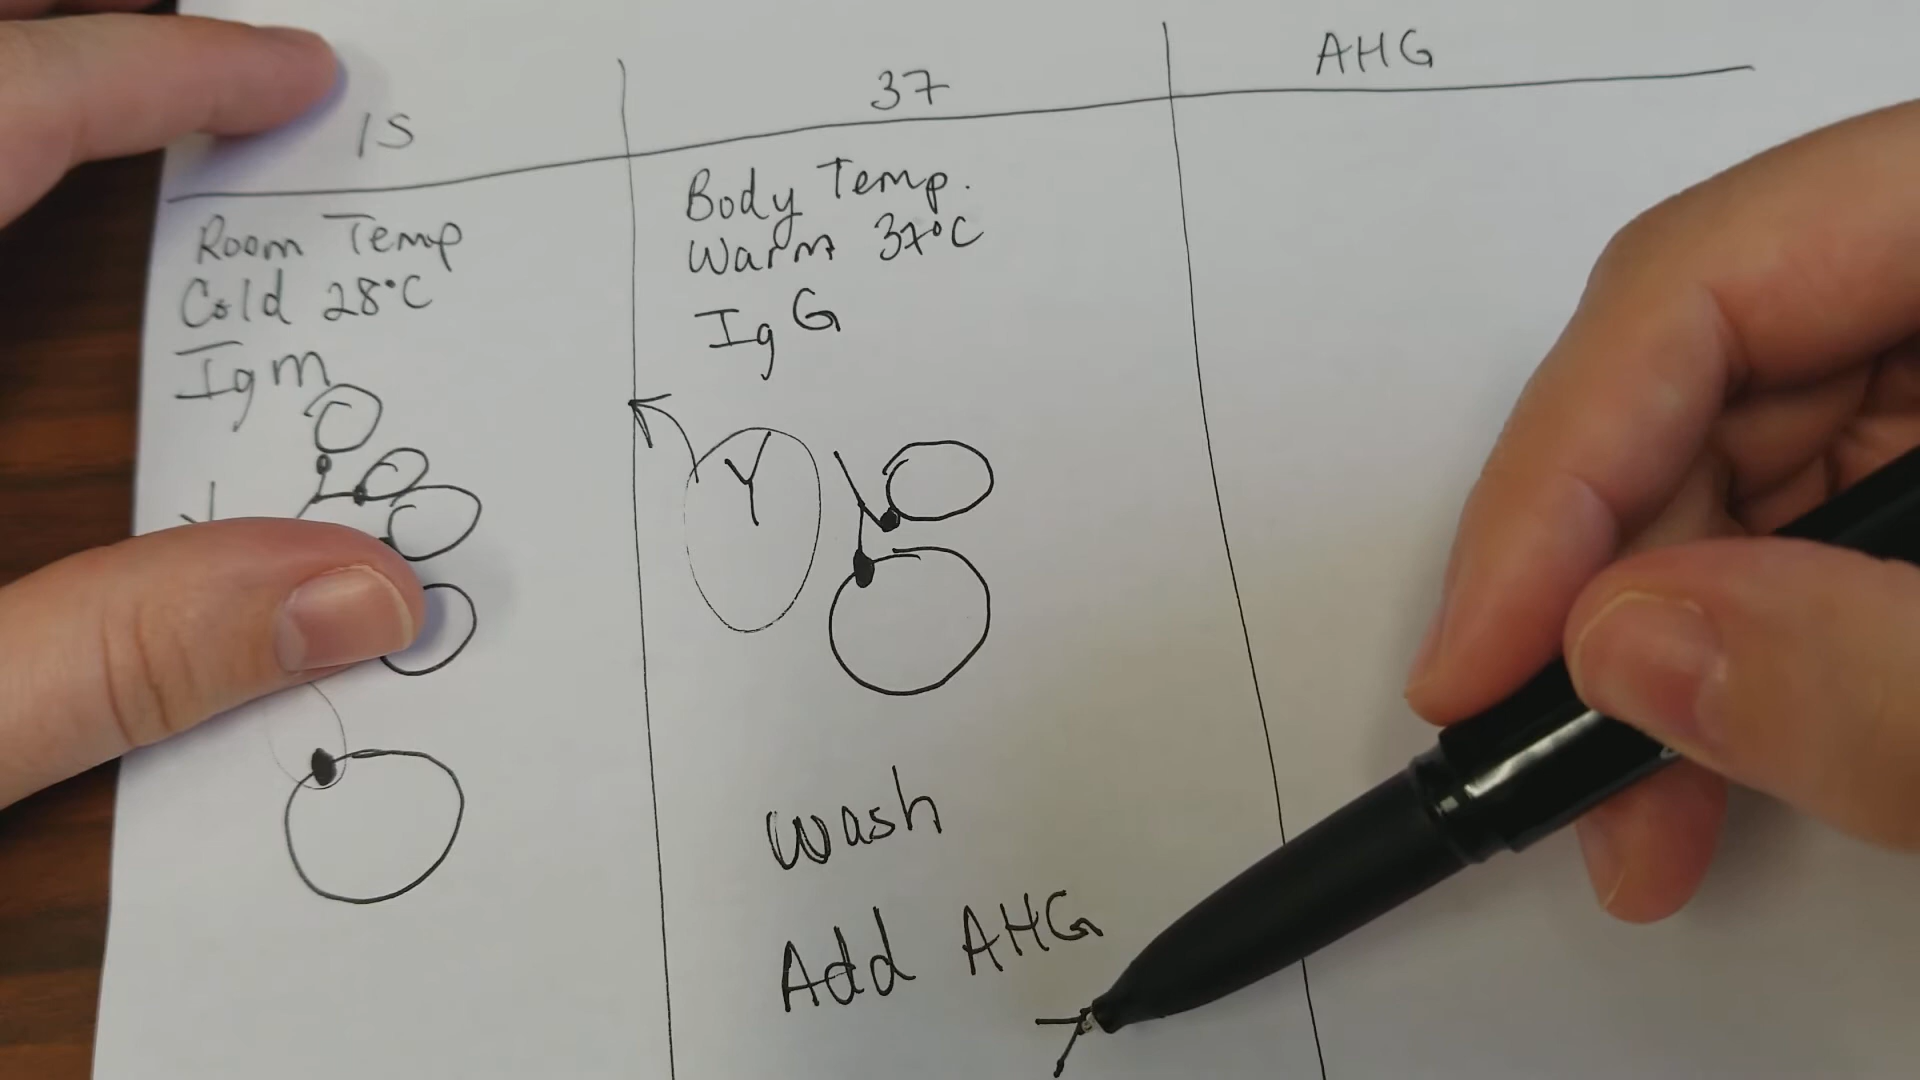 IS
37
AHG
Room Temp
Cold 28°C
Igm
Body Temp.
Warm 37°C
IgG
Y
Wash
Add AHG